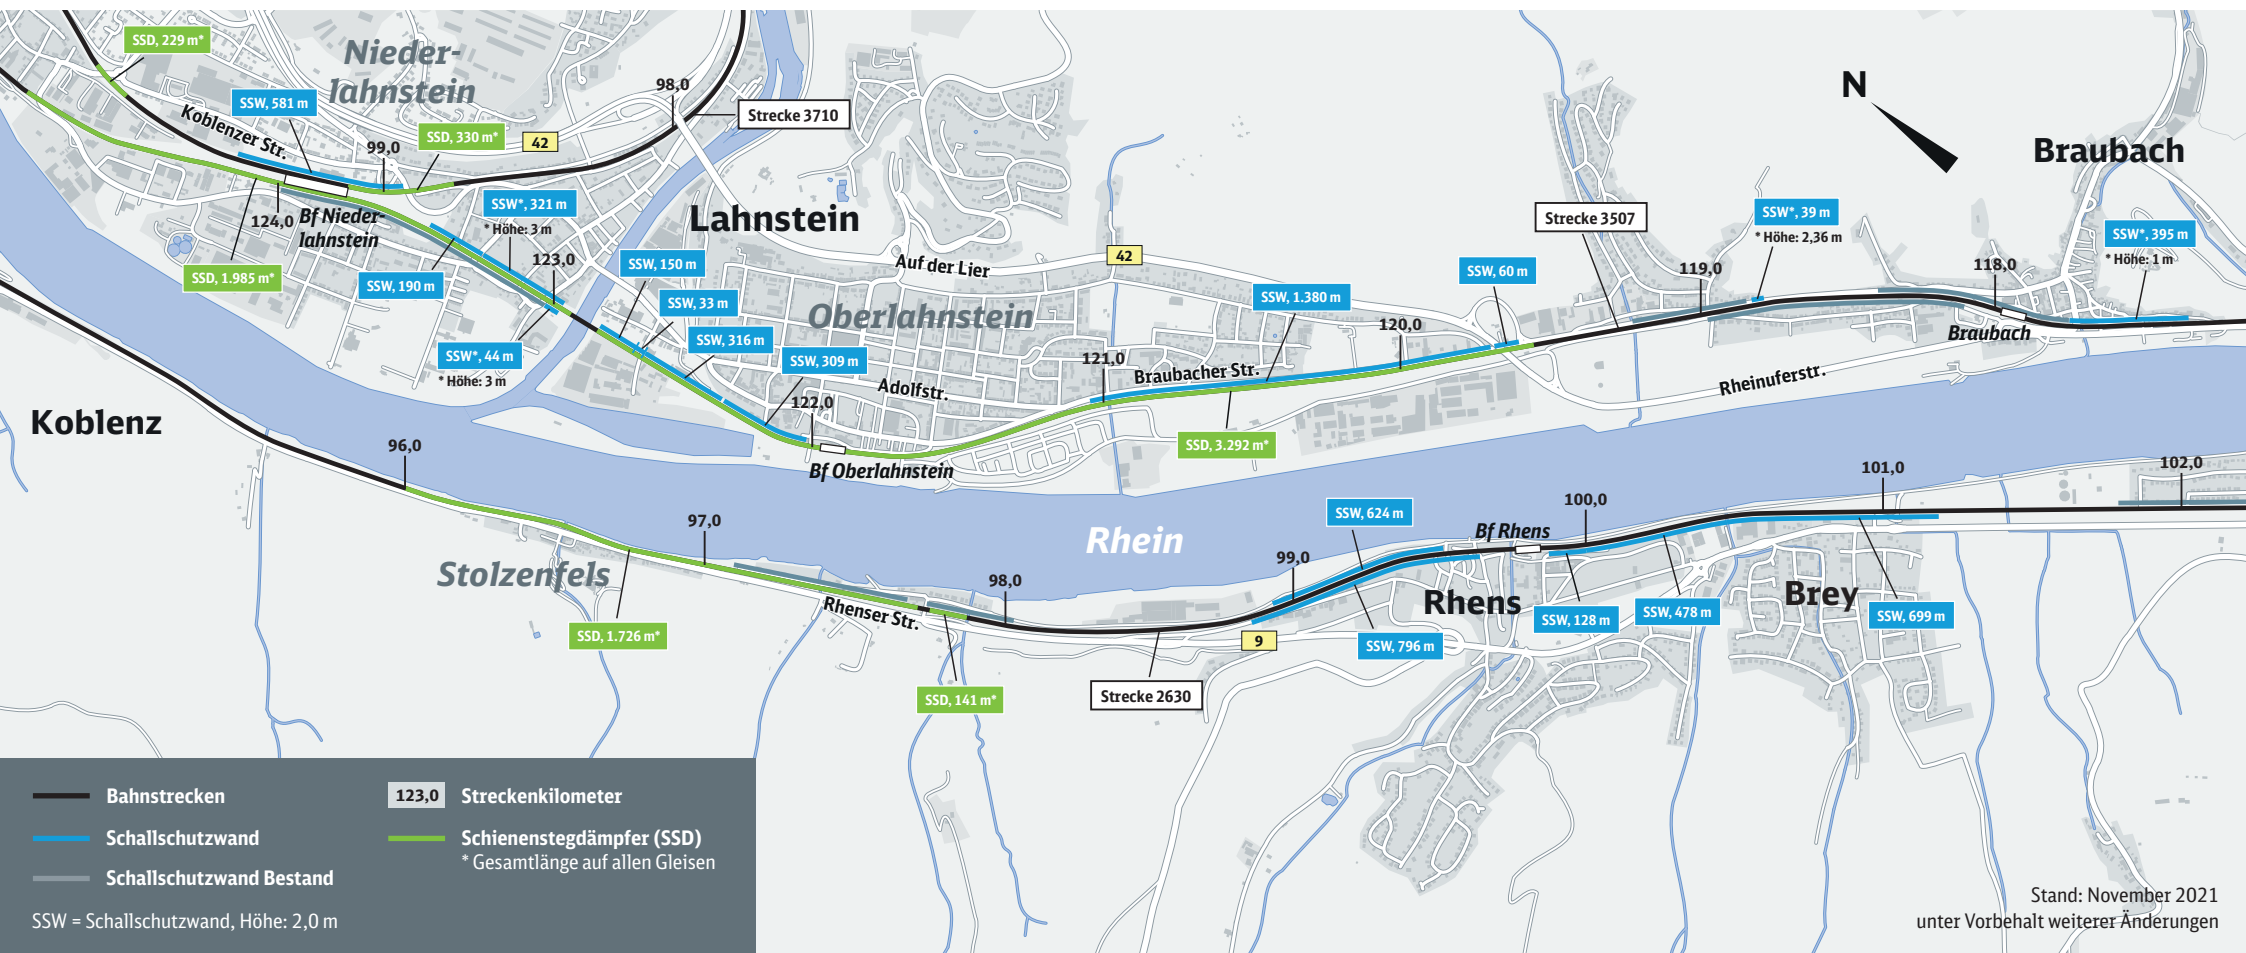 SSD, 229 m*
Nieder-
lahnstein
SSW, 581 m
Koblenzer Str.
99,0
SSD, 330 m*
42
98,0
Strecke 3710
N
Braubach
124,0
Bf Nieder-
lahnstein
SSW*, 321 m
* Höhe: 3 m
Lahnstein
Strecke 3507
SSW*, 39 m
* Höhe: 2,36 m
SSW*, 395 m
* Höhe: 1 m
SSD, 1.985 m*
SSW, 190 m
123,0
SSW, 150 m
Auf der Lier
42
SSW, 60 m
119,0
118,0
SSW, 33 m
Oberlahnstein
SSW, 1.380 m
120,0
Braubach
SSW*, 44 m
* Höhe: 3 m
SSW, 316 m
SSW, 309 m
Adolfstr.
121,0
Braubacher Str.
Rheinuferstr.
122,0
Koblenz
96,0
Bf Oberlahnstein
SSD, 3.292 m*
101,0
102,0
97,0
Rhein
SSW, 624 m
Bf Rhens
100,0
Stolzenfels
98,0
99,0
Rhenser Str.
Rhens
Brey
SSD, 1.726 m*
9
SSW, 796 m
SSW, 128 m
SSW, 478 m
SSW, 699 m
SSD, 141 m*
Strecke 2630
Bahnstrecken
123,0
Streckenkilometer
Schallschutzwand
Schienenstegdämpfer (SSD)
* Gesamtlänge auf allen Gleisen
Schallschutzwand Bestand
SSW = Schallschutzwand, Höhe: 2,0 m
Stand: November 2021
unter Vorbehalt weiterer Änderungen